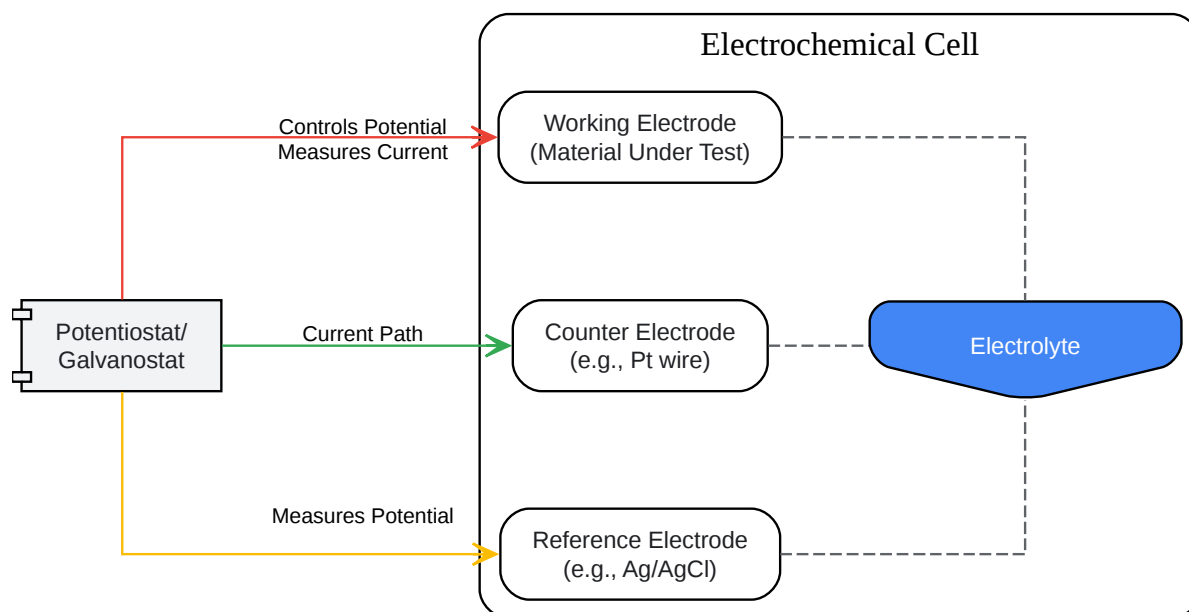 Electrochemical Cell
Controls Potential
Measures Current
Working Electrode
(Material Under Test)
Potentiostat/
Galvanostat
Current Path
Counter Electrode
(e.g., Pt wire)
Electrolyte
Measures Potential
Reference Electrode
(e.g., Ag/AgCl)